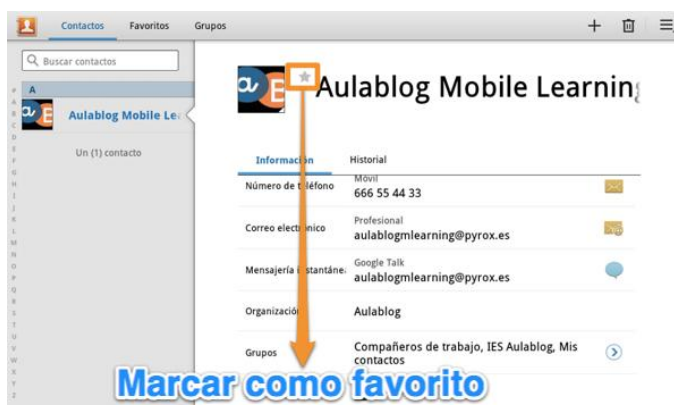 Contactos Favoritos Grupos
Buscar contactos
A
Aulablog Mobile Le
Un (1) contacto
Aulablog Mobile Learning
Información Historial
Número de teléfono
Móvil
666 55 44 33
Correo electrónico
Profesional
aulablogmlearning@pyrox.es
Mensajería instantáne
Google Talk
aulablogmlearning@pyrox.es
Organización
Aulablog
Grupos
Compañeros de trabajo, IES Aulablog, Mis
contactos
Marcar como favorito